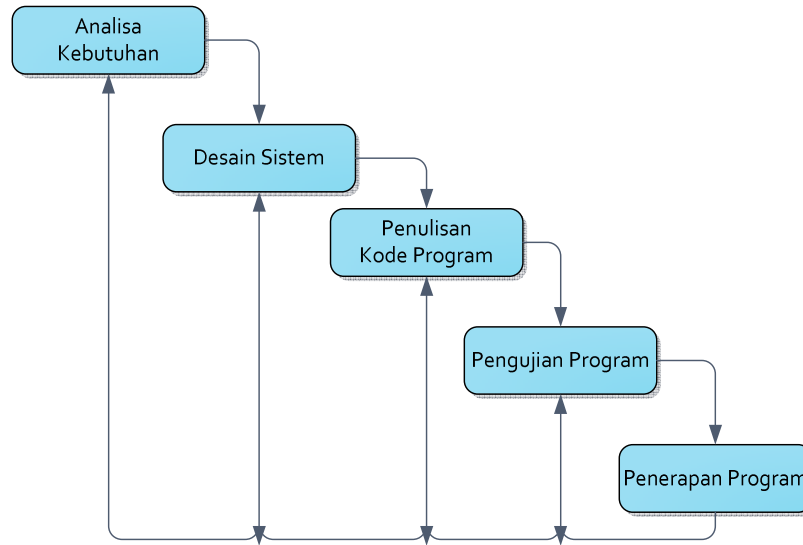 Analisa
Kebutuhan
Desain Sistem
Penulisan
Kode Program
Pengujian Program
Penerapan Program